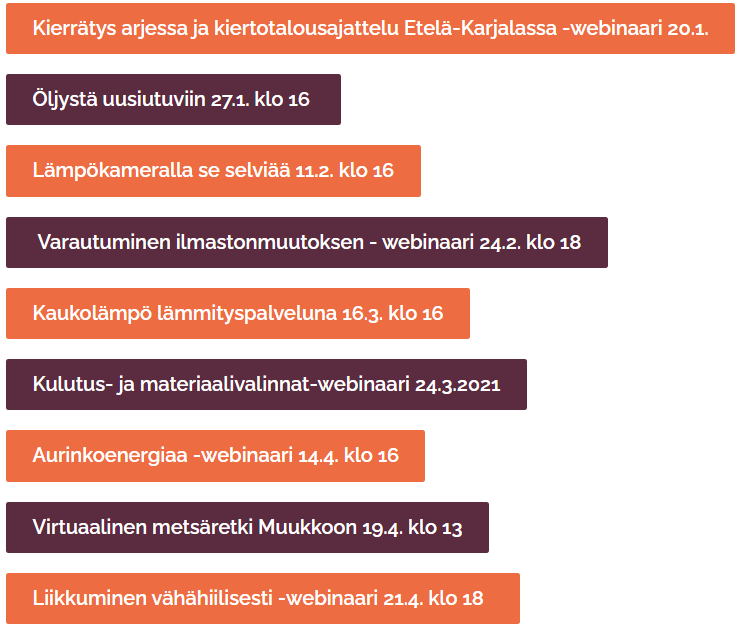 Kierrätys arjessa ja kiertotalousajattelu Etelä-Karjalassa -webinaari 20.1.
Öljystä uusiutuviin 27.1. klo 16
Lämpökameralla se selviää 11.2. klo 16
Varautuminen ilmastonmuutoksen - webinaari 24.2. klo 18
Kaukolämpö lämmityspalveluna 16.3. klo 16
Kulutus- ja materiaalivalinnat-webinaari 24.3.2021
Aurinkoenergiaa -webinaari 14.4. klo 16
Virtuaalinen metsäretki Muukkoon 19.4. klo 13
Liikkuminen vähähiilisesti -webinaari 21.4. klo 18